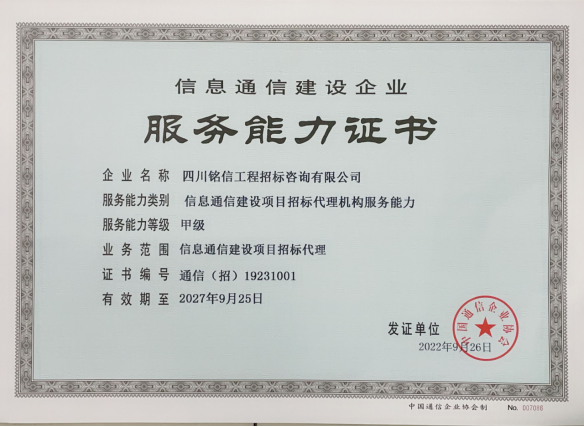 信息通信建设企业
服务能力证书
企业名称 四川铭信工程招标咨询有限公司
服务能力类别 信息通信建设项目招标代理机构服务能力
服务能力等级 甲级
业务范围 信息通信建设项目招标代理
证书编号 通信（招）19231001
有效期至 2027年9月25日
中国通信企业协会
发证单位
2022年9月26日
中国通信企业协会制 No. 007016